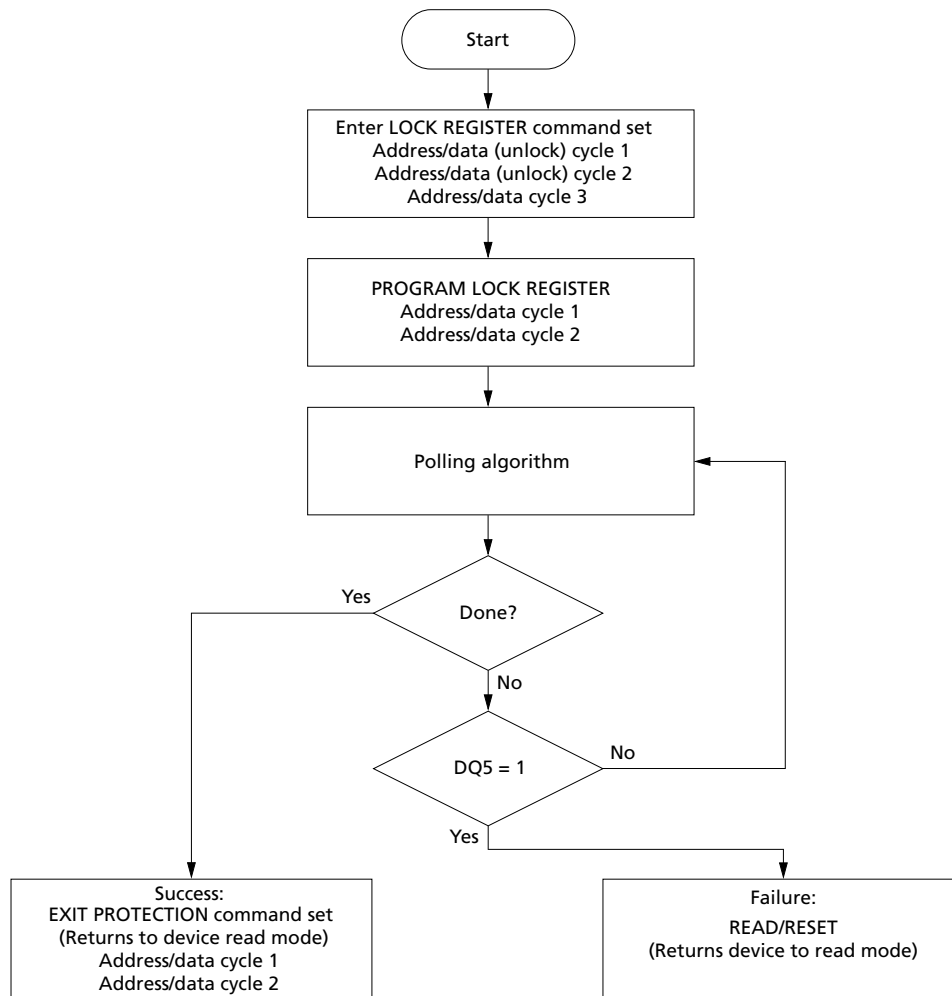 Start
Enter LOCK REGISTER command set
Address/data (unlock) cycle 1
Address/data (unlock) cycle 2
Address/data cycle 3
PROGRAM LOCK REGISTER
Address/data cycle 1
Address/data cycle 2
Polling algorithm
Yes
Done?
No
DQ5 = 1
No
Yes
Success:
EXIT PROTECTION command set
(Returns to device read mode)
Address/data cycle 1
Address/data cycle 2
Failure:
READ/RESET
(Returns device to read mode)